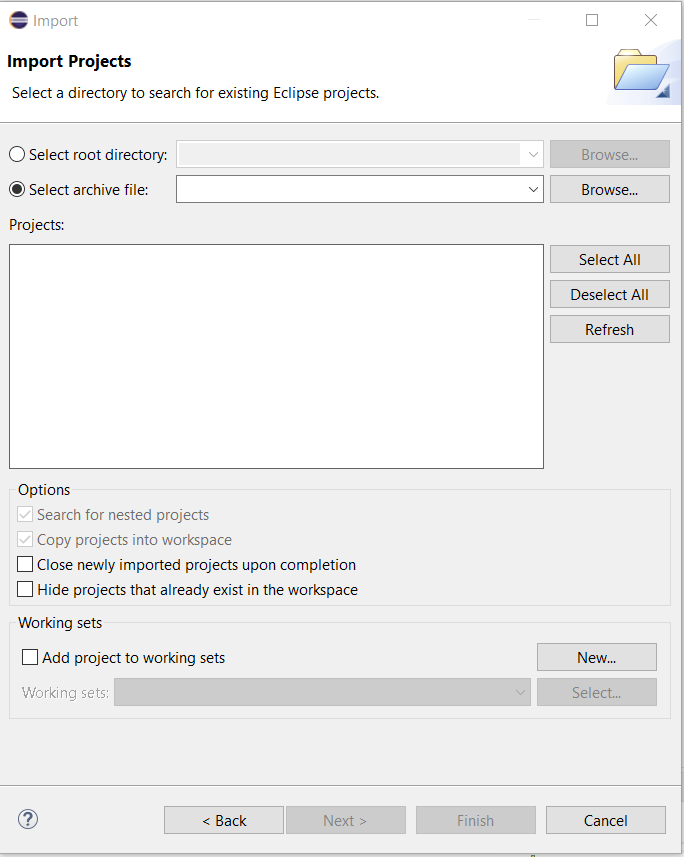 Import
Import Projects
Select a directory to search for existing Eclipse projects.
Select root directory: Browse...
Select archive file: Browse...
Projects:
Select All
Deselect All
Refresh
Options
Search for nested projects
Copy projects into workspace
Close newly imported projects upon completion
Hide projects that already exist in the workspace
Working sets
Add project to working sets New...
Working sets: Select...
? < Back Next > Finish Cancel